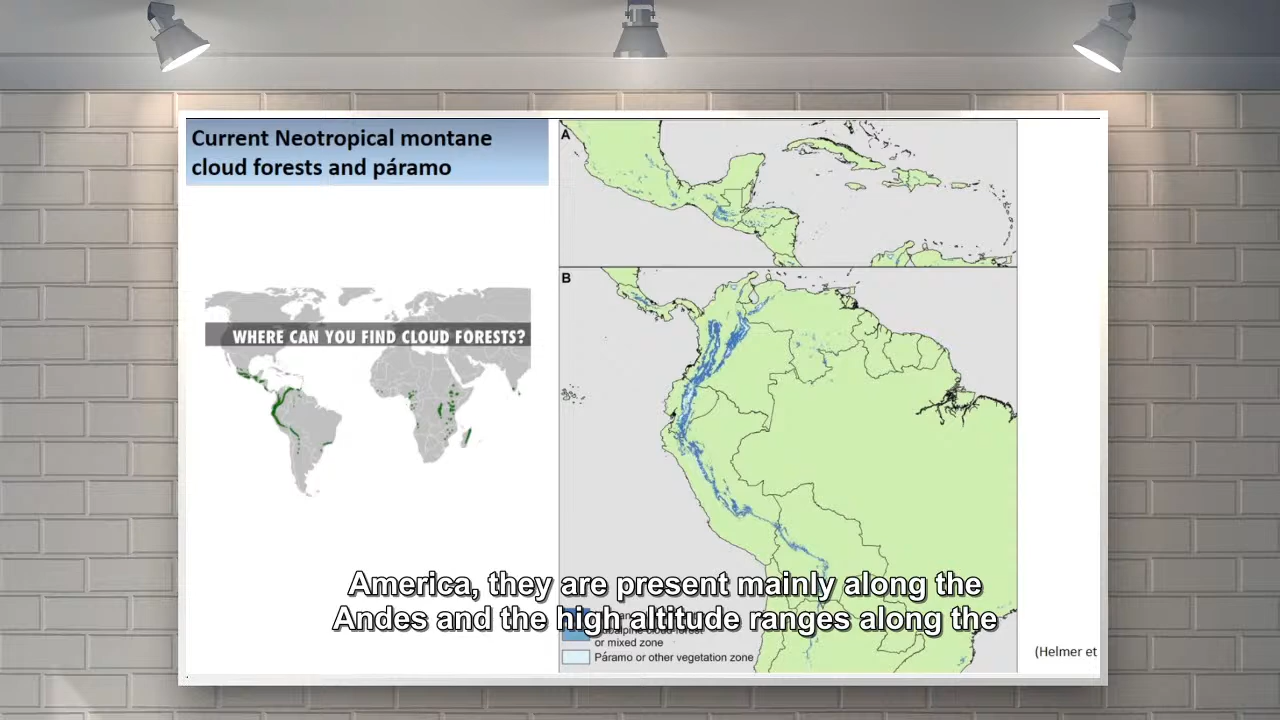 Current Neotropical montane
cloud forests and páramo
WHERE CAN YOU FIND CLOUD FORESTS?
A
B
America, they are present mainly along the
Andes and the high altitude ranges along the
or mixed zone
Páramo or other vegetation zone
(Helmer et